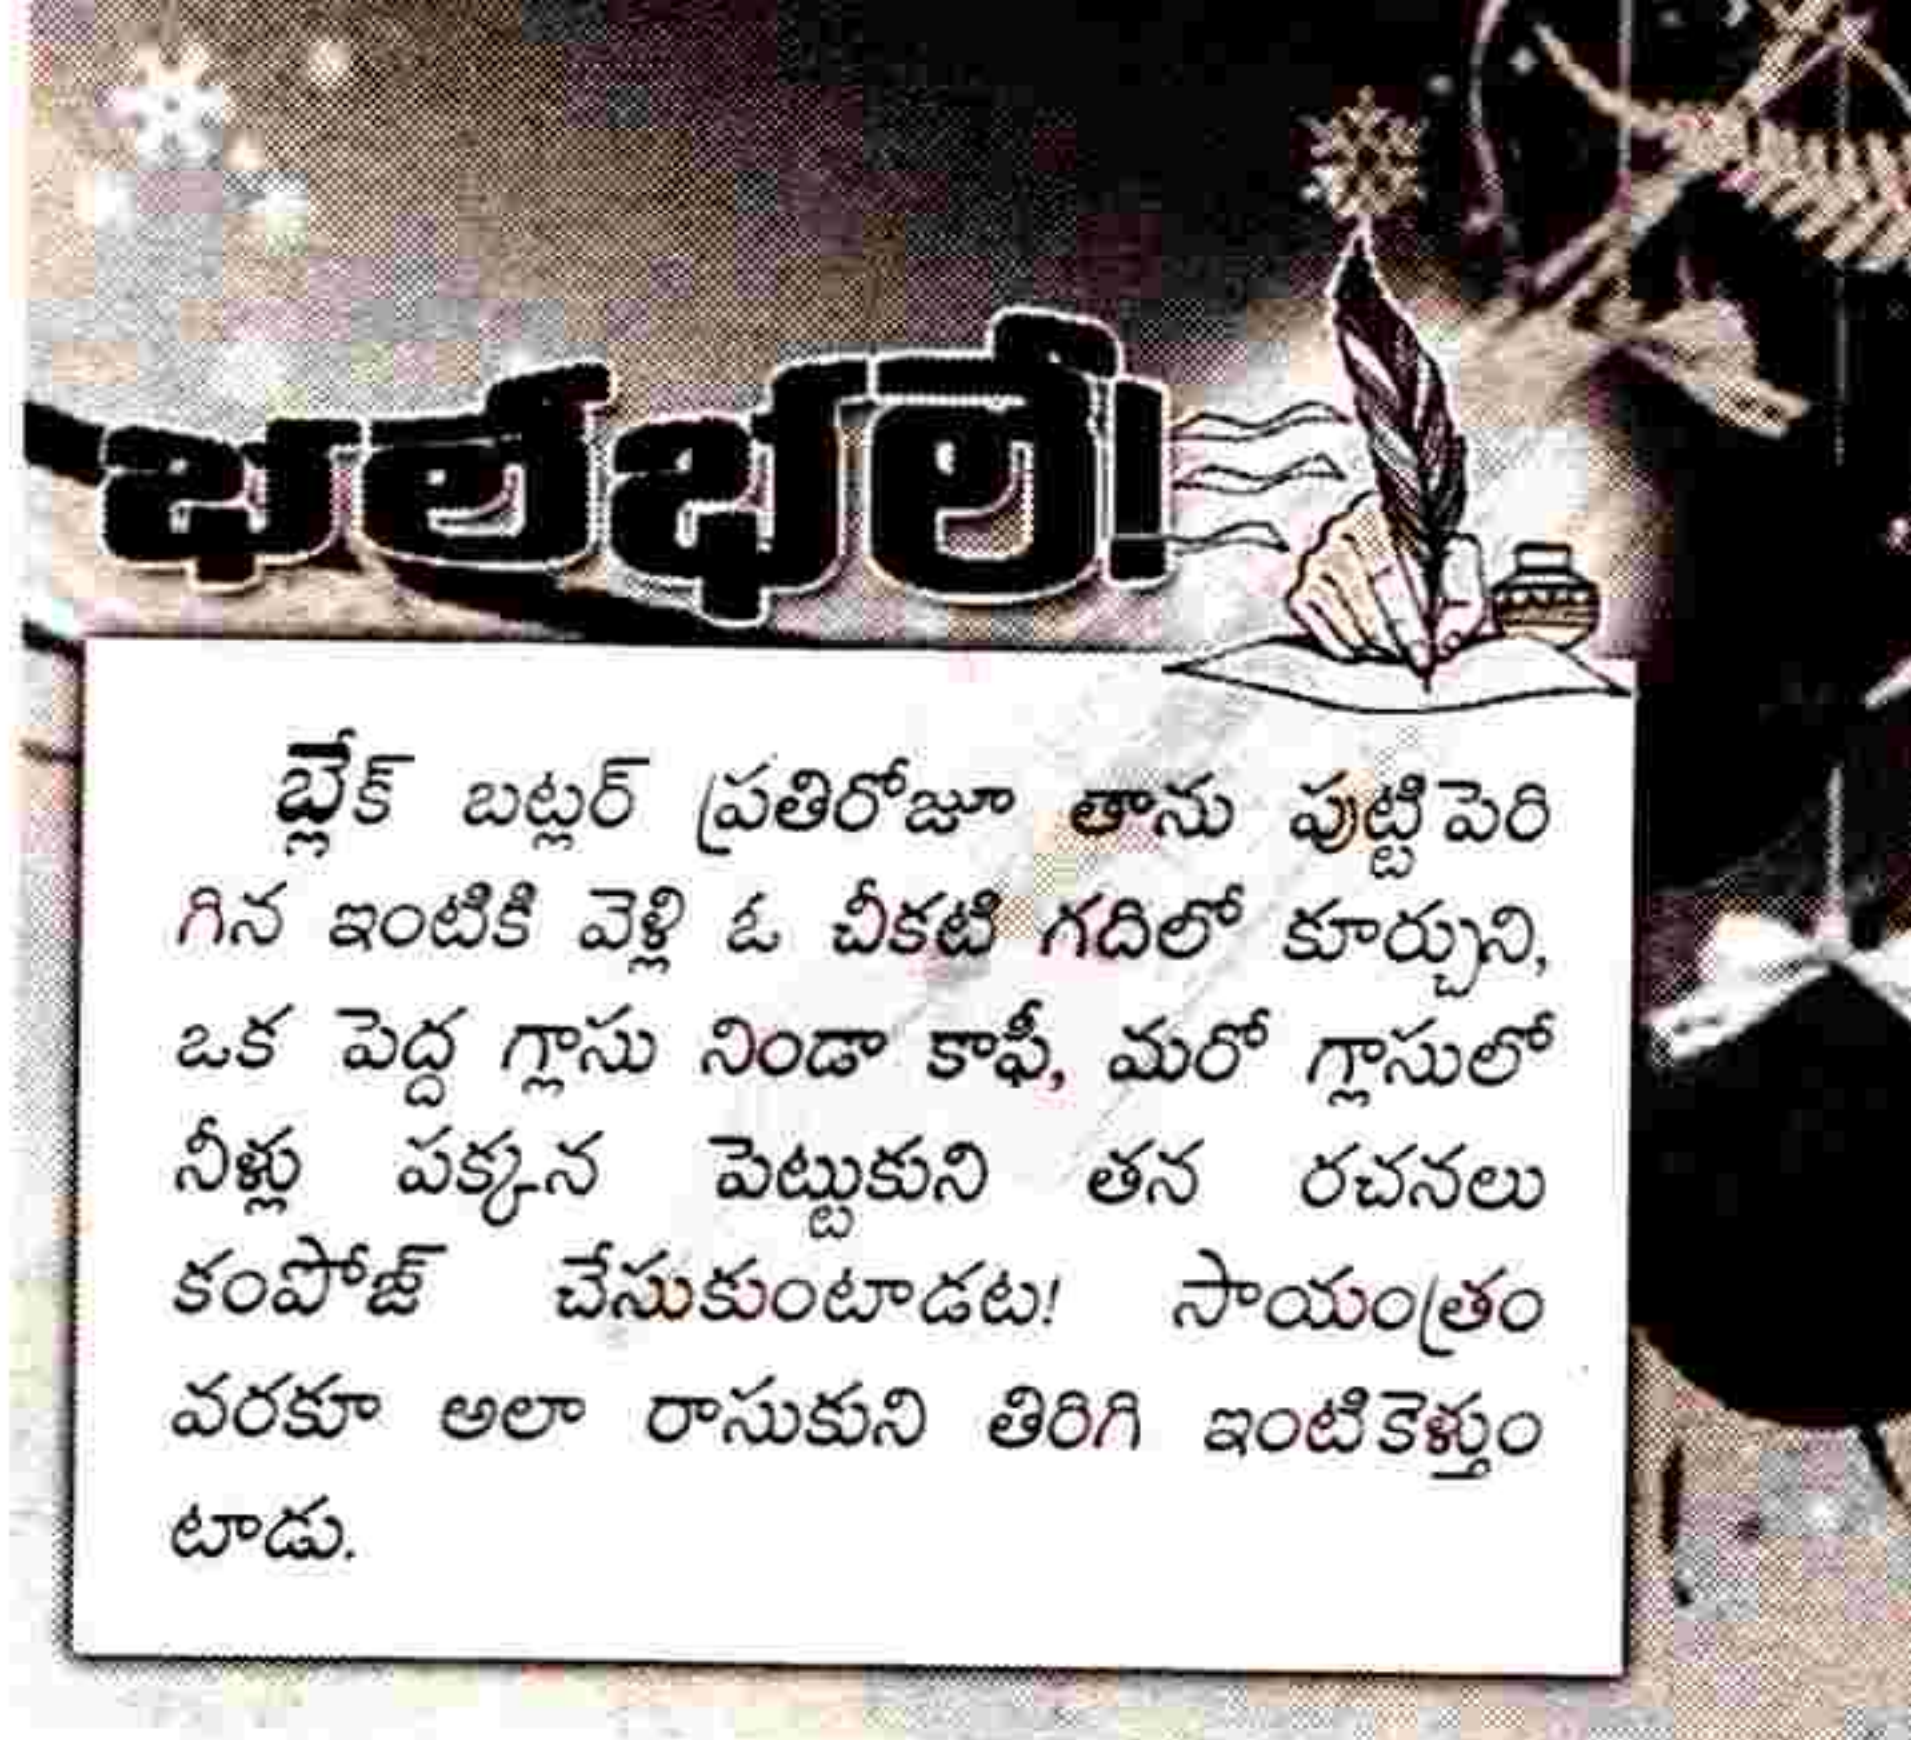 భలేభలే!
బ్లేక్ బట్లర్ ప్రతిరోజూ తాను పుట్టిపెరి
గిన ఇంటికి వెళ్లి ఓ చీకటి గదిలో కూర్చుని,
ఒక పెద్ద గ్లాసు నిండా కాఫీ, మరో గ్లాసులో
నీళ్లు పక్కన పెట్టుకుని తన రచనలు
కంపోజ్ చేసుకుంటాడట! సాయంత్రం
వరకూ అలా రాసుకుని తిరిగి ఇంటికెళ్తుం
టాడు.